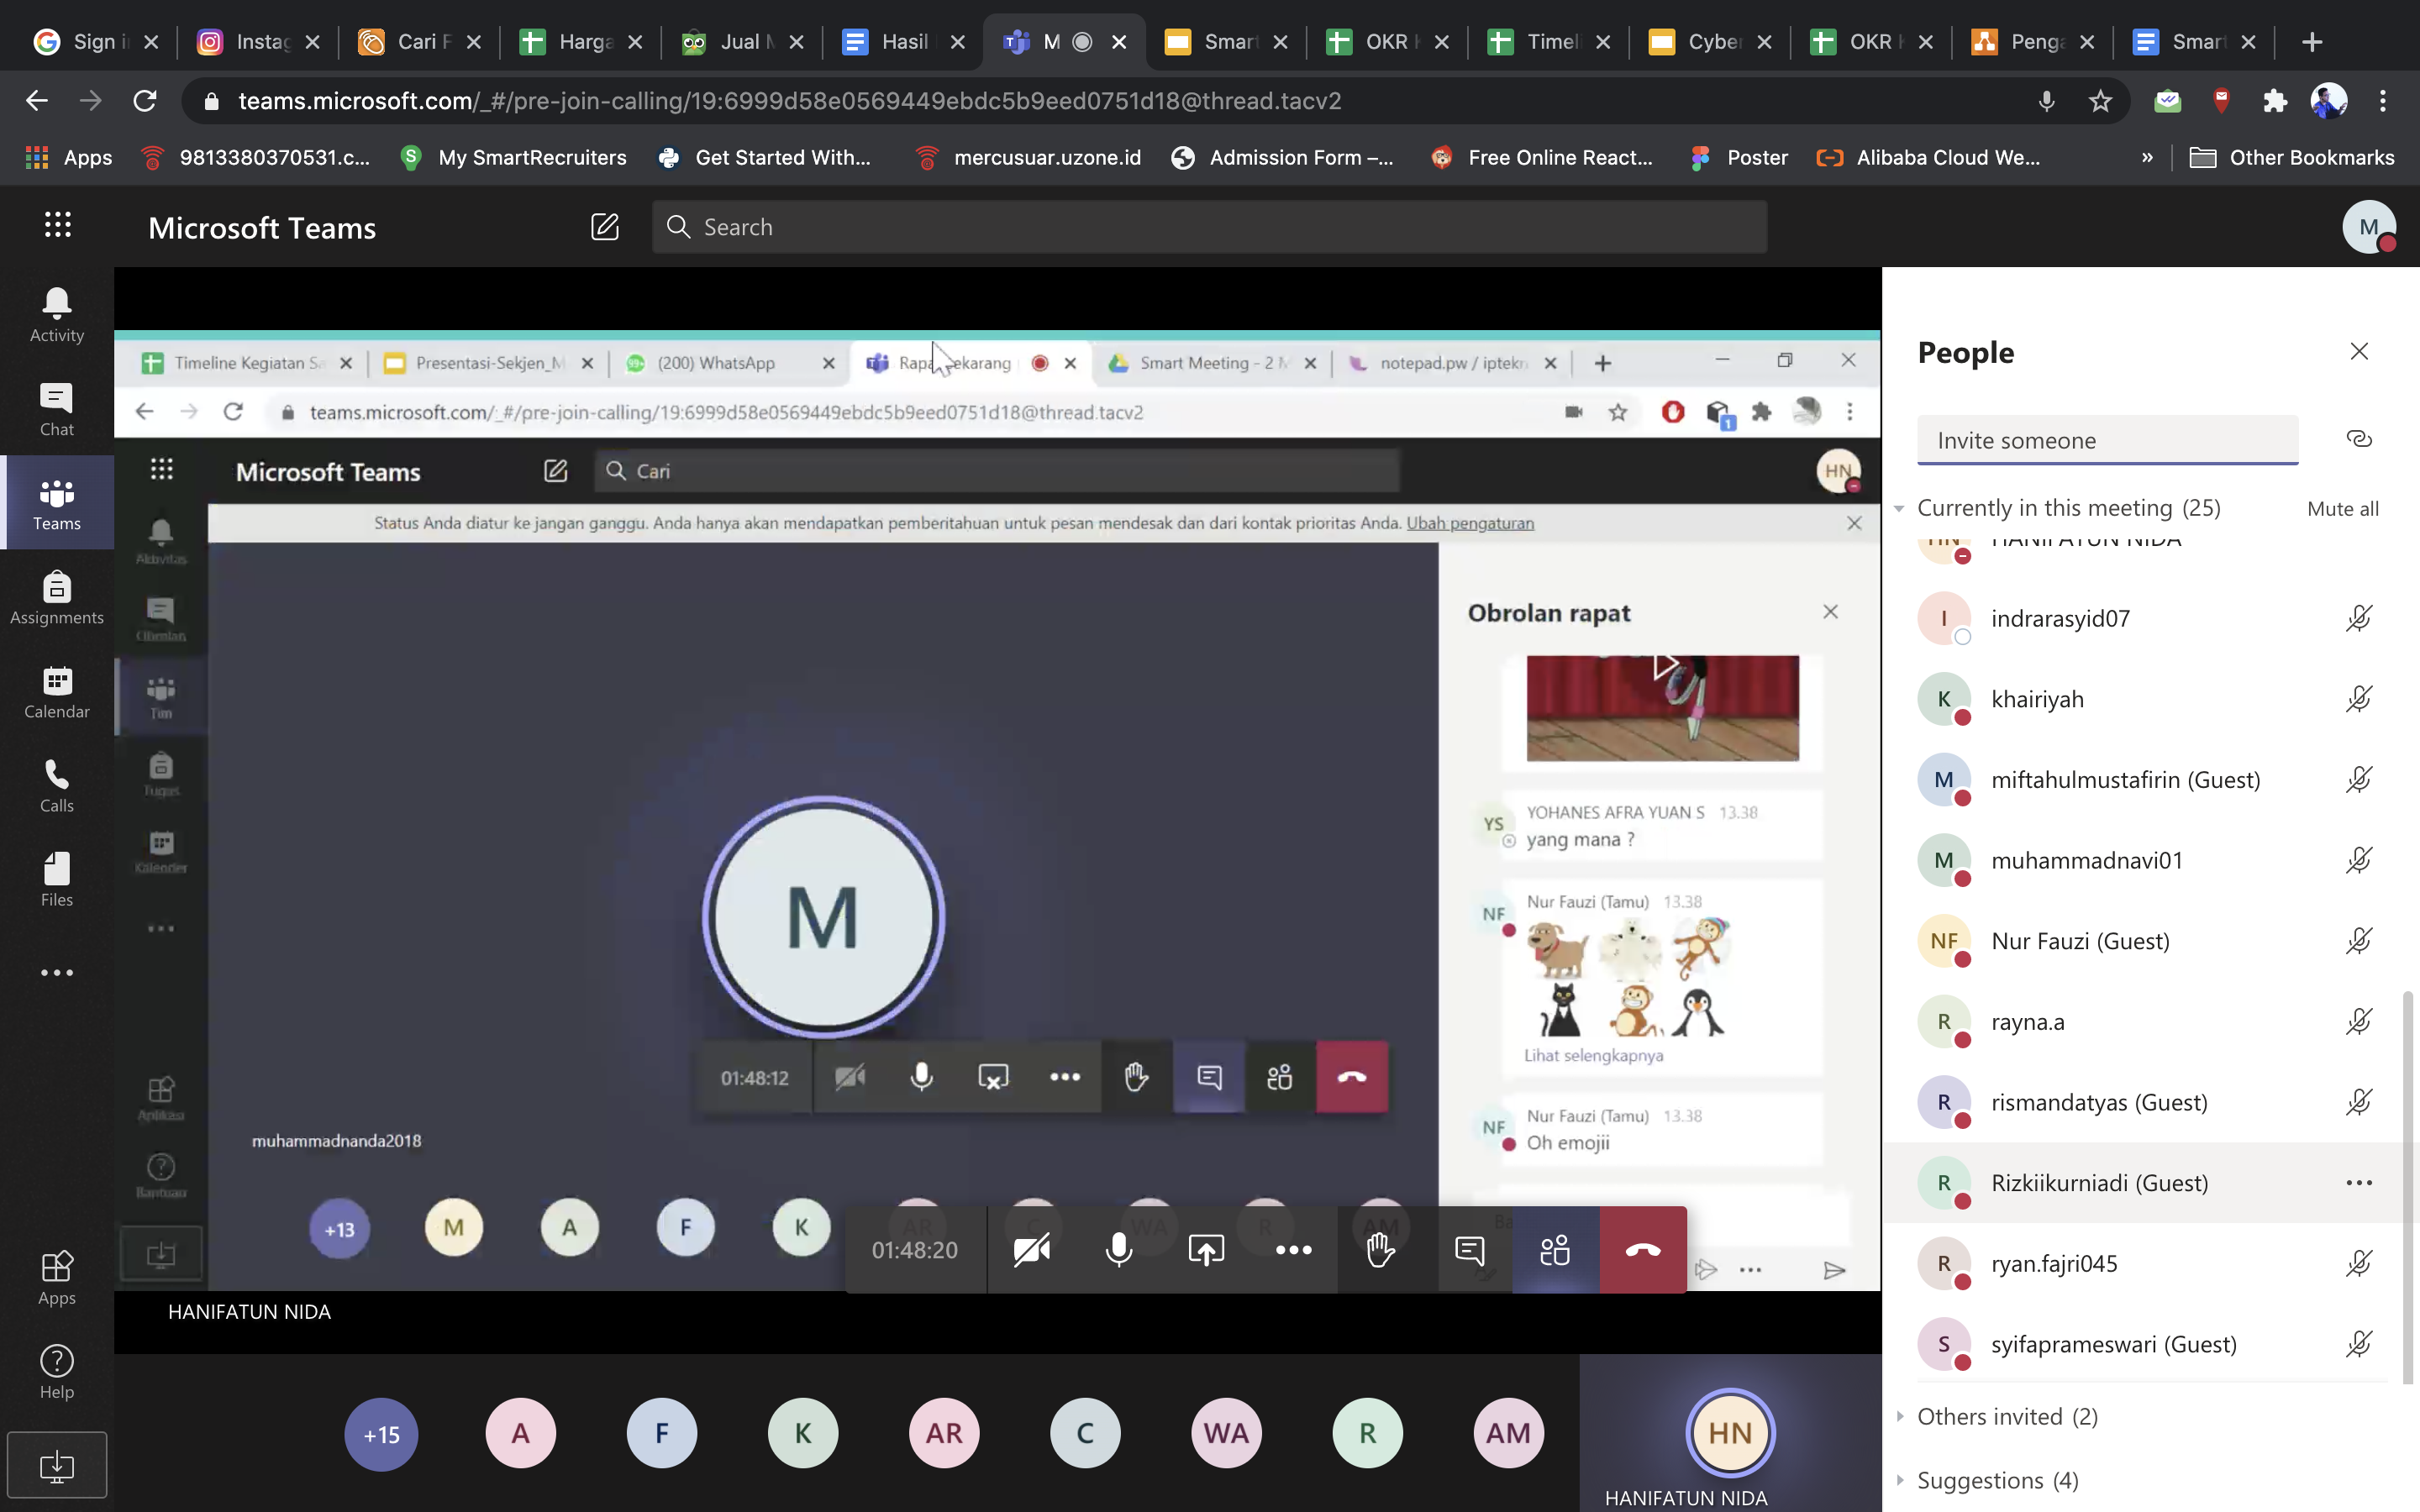 Sign i
Instag
Cari F
Harga
Jual M
Hasil
M
Smart
OKR
Timeli
Cyber
OKR
Penga
Smar
teams.microsoft.com/_#/pre-join-calling/19:6999d58e0569449ebdc5b9eed0751d18@thread.tacv2
Apps
9813380370531.c...
My SmartRecruiters
Get Started With...
mercusuar.uzone.id
Admission Form –...
Free Online React...
Poster
Alibaba Cloud We...
»
Other Bookmarks
Microsoft Teams
Search
M
Activity
Chat
Teams
Assignments
Calendar
Calls
Files
Apps
Help
Timeline Kegiatan Sa
Presentasi-Sekjen_M
(200) WhatsApp
Rapat sekarang
Smart Meeting - 2 M
notepad.pw / iptekn
teams.microsoft.com/_#/pre-join-calling/19:6999d58e0569449ebdc5b9eed0751d18@thread.tacv2
1
Microsoft Teams
Cari
HN
Status Anda diatur ke jangan ganggu. Anda hanya akan mendapatkan pemberitahuan untuk pesan mendesak dan dari kontak prioritas Anda. Ubah pengaturan
Aktivitas
Obrolan
Tim
Tugas
Kalender
Aplikasi
Bantuan
M
01:48:12
muhammadnanda2018
+13
M
A
F
K
AR
C
WA
R
AM
Obrolan rapat
YS
YOHANES AFRA YUAN S 13.38
yang mana ?
NF
Nur Fauzi (Tamu) 13.38
Lihat selengkapnya
NF
Nur Fauzi (Tamu) 13.38
Oh emojii
01:48:20
HANIFATUN NIDA
+15
A
F
K
AR
C
WA
R
AM
HN
HANIFATUN NIDA
People
Invite someone
Currently in this meeting (25)
Mute all
HN
HANIFATUN NIDA
I
indrarasyid07
K
khairiyah
M
miftahulmustafirin (Guest)
M
muhammadnavi01
NF
Nur Fauzi (Guest)
R
rayna.a
R
rismandatyas (Guest)
R
Rizkiikurniadi (Guest)
R
ryan.fajri045
S
syifaprameswari (Guest)
Others invited (2)
Suggestions (4)